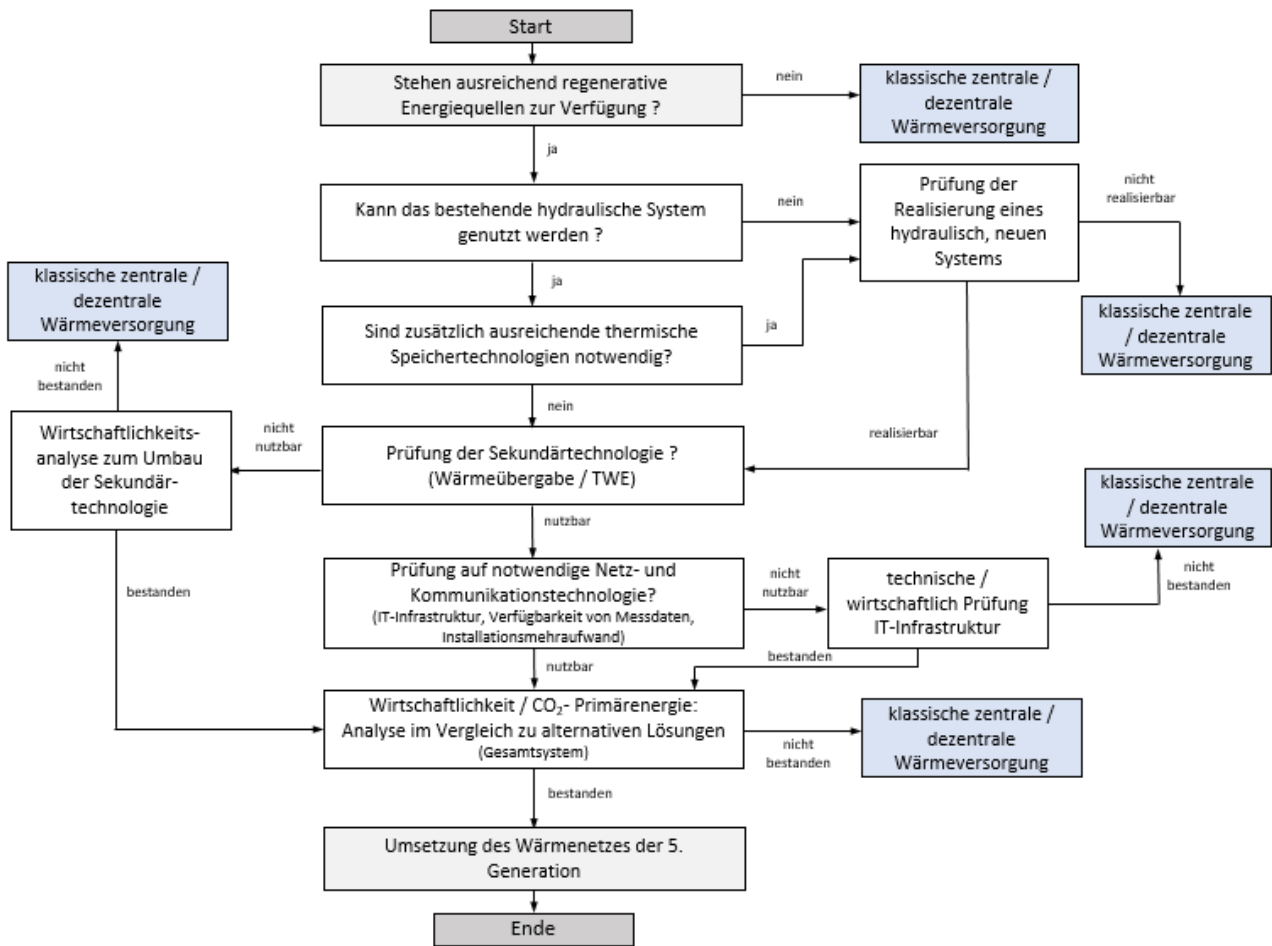 Start
Stehen ausreichend regenerative
Energiequellen zur Verfügung ?
nein
klassische zentrale /
dezentrale
Wärmeversorgung
ja
Kann das bestehende hydraulische System
genutzt werden ?
nein
Prüfung der
Realisierung eines
hydraulisch, neuen
Systems
nicht
realisierbar
klassische zentrale
/ dezentrale
Wärmeversorgung
ja
Sind zusätzlich ausreichende thermische
Speichertechnologien notwendig?
ja
klassische zentrale /
dezentrale
Wärmeversorgung
nicht
bestanden
nein
realisierbar
Wirtschaftlichkeits-
analyse zum Umbau
der Sekundär-
technologie
nicht
nutzbar
Prüfung der Sekundärtechnologie ?
(Wärmeübergabe / TWE)
klassische zentrale
/ dezentrale
Wärmeversorgung
nutzbar
bestanden
Prüfung auf notwendige Netz- und
Kommunikationstechnologie?
(IT-Infrastruktur, Verfügbarkeit von Messdaten,
Installationsmehraufwand)
nicht
nutzbar
technische /
wirtschaftlich Prüfung
IT-Infrastruktur
nicht
bestanden
nutzbar
bestanden
Wirtschaftlichkeit / CO₂- Primärenergie:
Analyse im Vergleich zu alternativen Lösungen
(Gesamtsystem)
nicht
bestanden
klassische zentrale /
dezentrale
Wärmeversorgung
bestanden
Umsetzung des Wärmenetzes der 5.
Generation
Ende